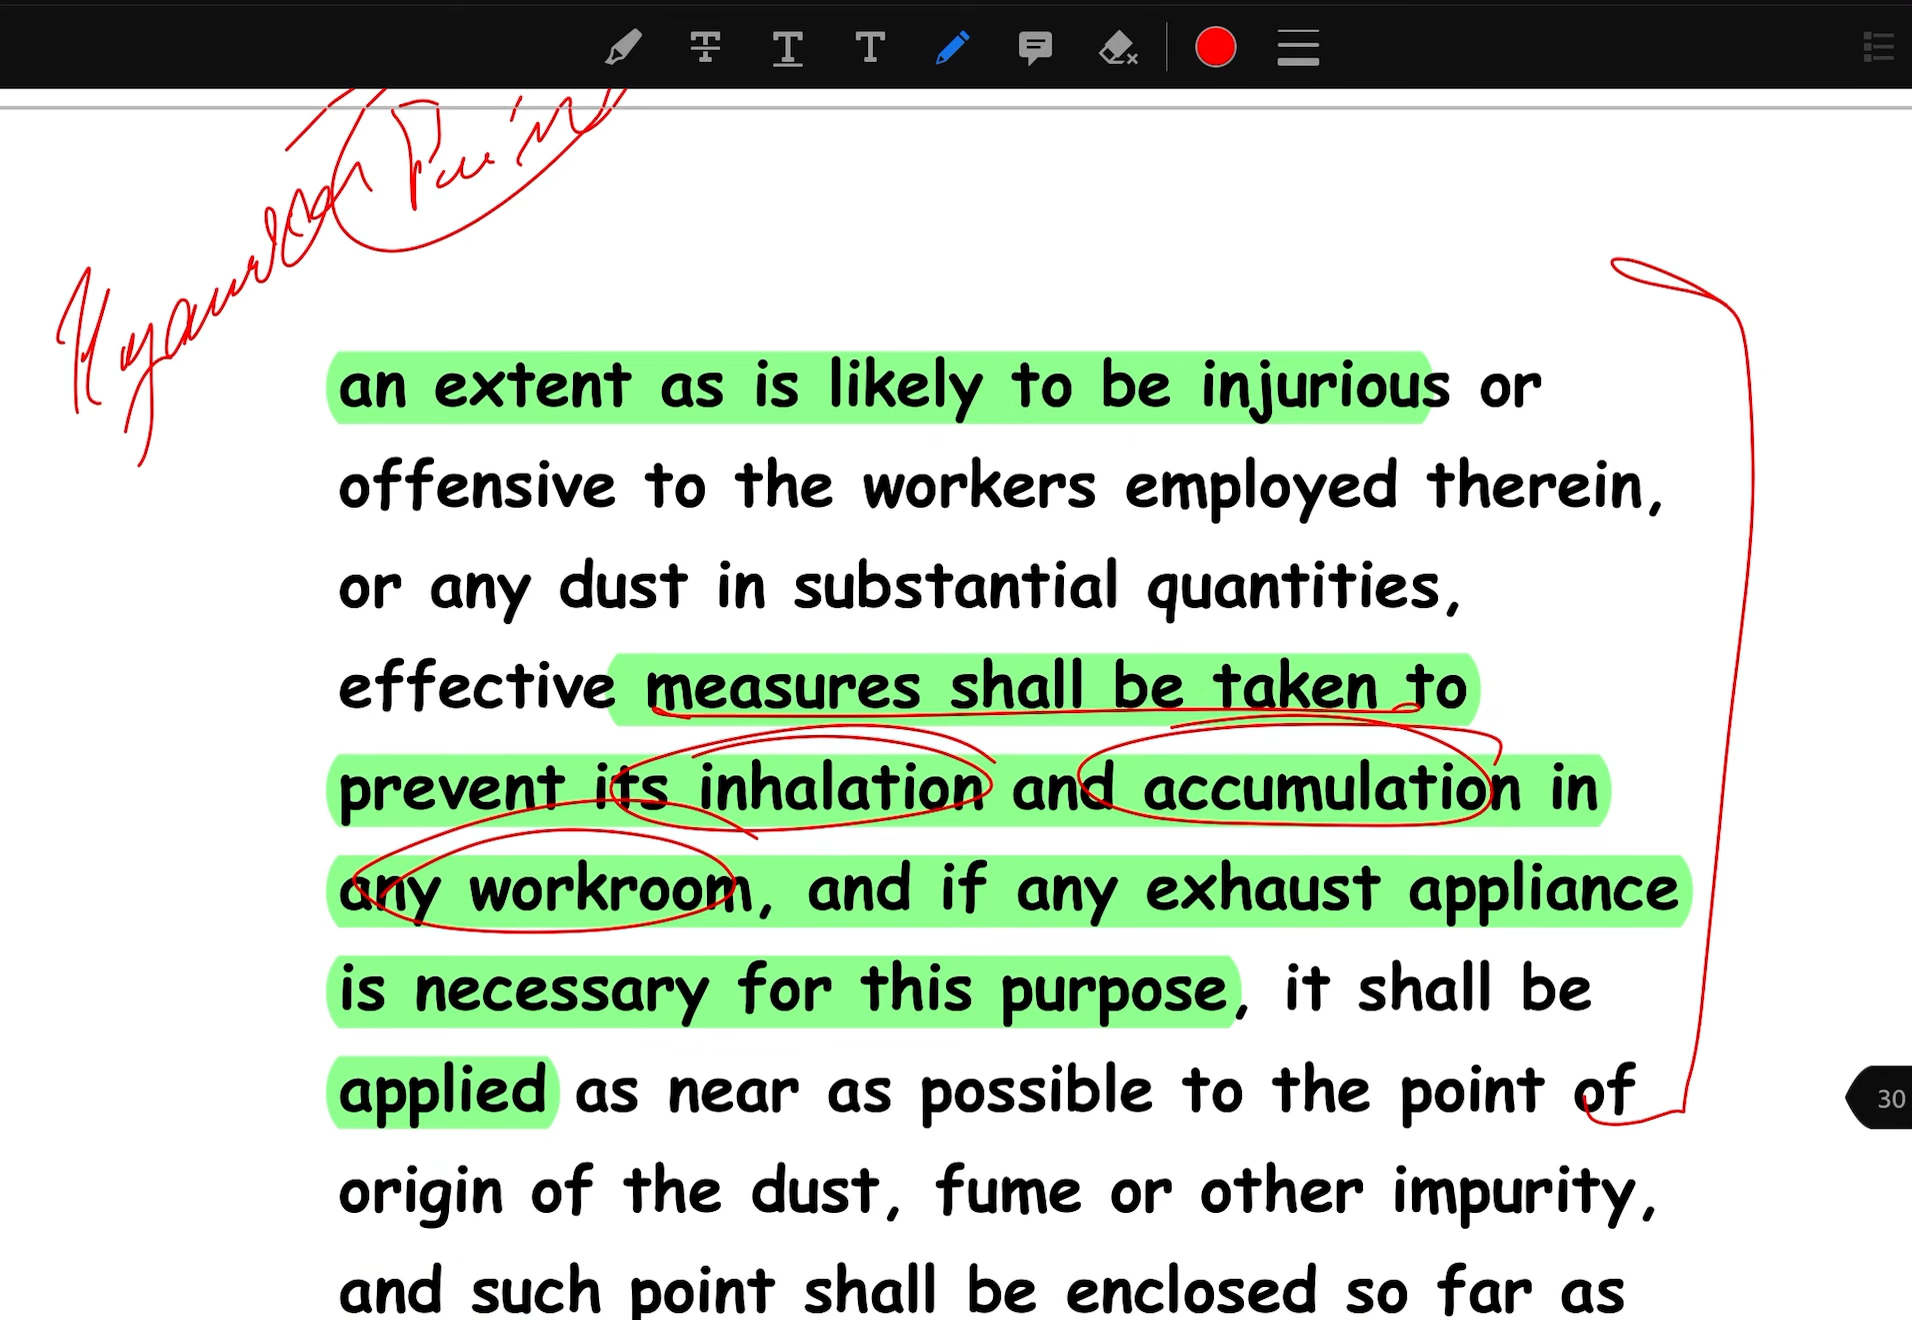 an extent as is likely to be injurious or
offensive to the workers employed therein,
or any dust in substantial quantities,
effective measures shall be taken to
prevent its inhalation and accumulation in
any workroom, and if any exhaust appliance
is necessary for this purpose, it shall be
applied as near as possible to the point of
30
origin of the dust, fume or other impurity,
and such point shall be enclosed so far as